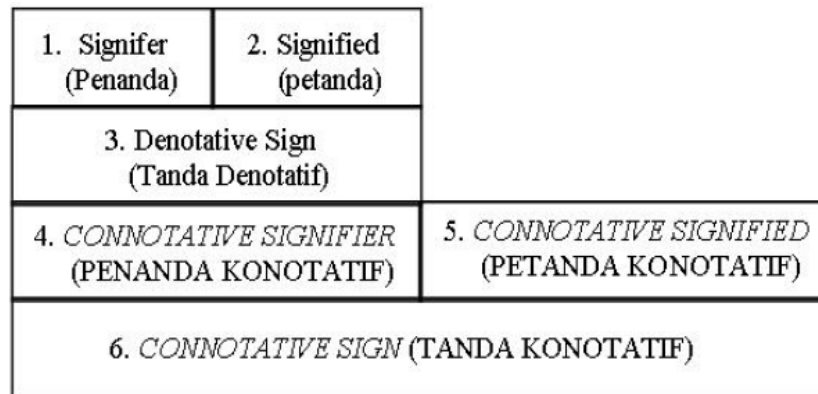 1. Signifer
(Penanda)
2. Signified
(petanda)
3. Denotative Sign
(Tanda Denotatif)
4. CONNOTATIVE SIGNIFIER
(PENANDA KONOTATIF)
5. CONNOTATIVE SIGNIFIED
(PETANDA KONOTATIF)
6. CONNOTATIVE SIGN (TANDA KONOTATIF)